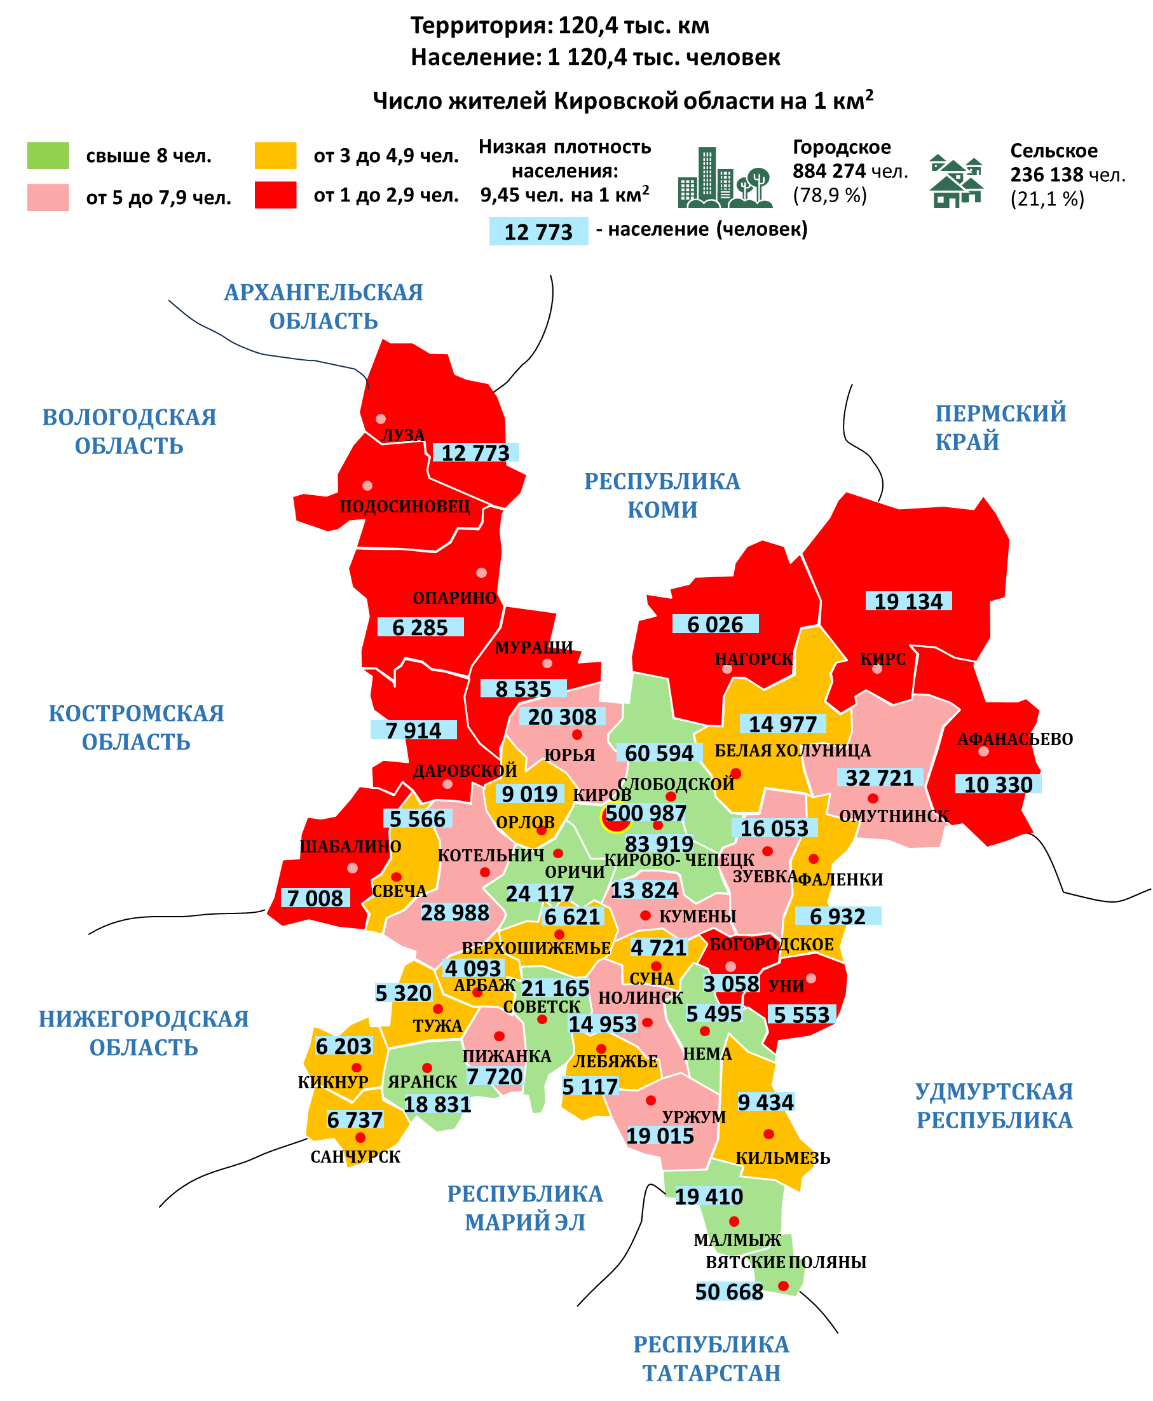 Территория: 120,4 тыс. км
Население: 1 120,4 тыс. человек
Число жителей Кировской области на 1 км²
свыше 8 чел.
от 5 до 7,9 чел.
от 3 до 4,9 чел.
от 1 до 2,9 чел.
Низкая плотность
населения:
9,45 чел. на 1 км²
Городское
884 274 чел.
(78,9 %)
Сельское
236 138 чел.
(21,1 %)
12 773 - население (человек)
АРХАНГЕЛЬСКАЯ
ОБЛАСТЬ
ВОЛОГОДСКАЯ
ОБЛАСТЬ
ПЕРМСКИЙ
КРАЙ
РЕСПУБЛИКА
КОМИ
ЛУЗА
12 773
ПОДОСИНОВЕЦ
ОПАРИНО
6 285
19 134
6 026
МУРАШИ
НАГОРСК
КИРС
8 535
КОСТРОМСКАЯ
ОБЛАСТЬ
20 308
14 977
7 914
ЮРЬЯ
60 594
БЕЛАЯ ХОЛУНИЦА
АФАНАСЬЕВО
ДАРОВСКОЙ
СЛОБОДСКОЙ
32 721
10 330
9 019
КИРОВ
5 566
ОРЛОВ
500 987
16 053
ОМУТНИНСК
ШАБАЛИНО
КОТЕЛЬНИЧ
83 919
КИРОВО- ЧЕПЕЦК
ОРИЧИ
ЗУЕВКА
ФАЛЕНКИ
СВЕЧА
7 008
24 117
13 824
28 988
6 621
КУМЕНЫ
6 932
ВЕРХОШИЖЕМЬЕ
4 721
БОГОРОДСКОЕ
4 093
АРБАЖ
СУНА
3 058
УНИ
5 320
21 165
НОЛИНСК
СОВЕТСК
5 495
5 553
ТУЖА
14 953
НИЖЕГОРОДСКАЯ
ОБЛАСТЬ
6 203
ПИЖАНКА
ЛЕБЯЖЬЕ
НЕМА
КИКНУР
ЯРАНСК
7 720
5 117
18 831
9 434
УДМУРТСКАЯ
РЕСПУБЛИКА
6 737
УРЖУМ
19 015
САНЧУРСК
КИЛЬМЕЗЬ
РЕСПУБЛИКА
МАРИЙ ЭЛ
19 410
МАЛМЫЖ
ВЯТСКИЕ ПОЛЯНЫ
50 668
РЕСПУБЛИКА
ТАТАРСТАН